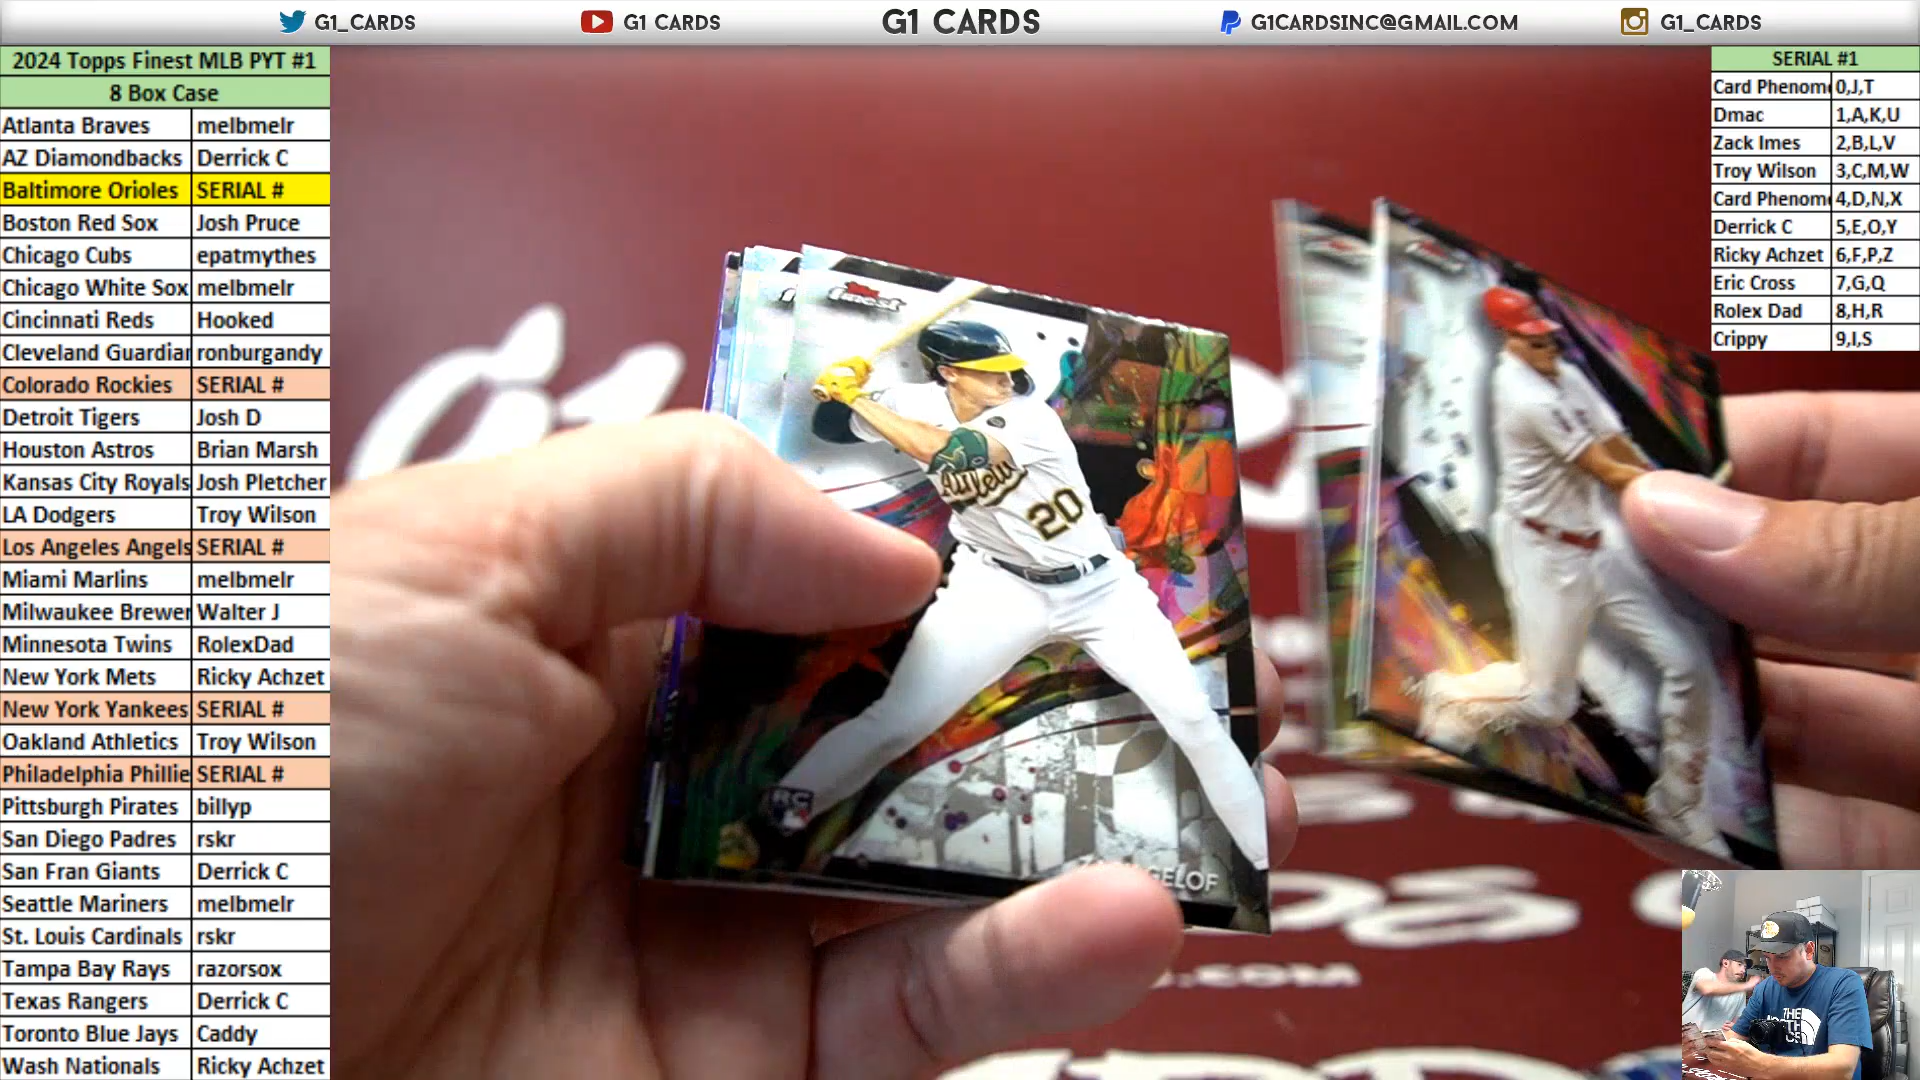 G1_CARDS G1 CARDS G1 CARDS G1CARDSINC@GMAIL.COM G1_CARDS
2024 Topps Finest MLB PYT #1
8 Box Case
Atlanta Braves melbmelr
AZ Diamondbacks Derrick C
Baltimore Orioles SERIAL #
Boston Red Sox Josh Pruce
Chicago Cubs epatmythes
Chicago White Sox melbmelr
Cincinnati Reds Hooked
Cleveland Guardian ronburgandy
Colorado Rockies SERIAL #
Detroit Tigers Josh D
Houston Astros Brian Marsh
Kansas City Royals Josh Pletcher
LA Dodgers Troy Wilson
Los Angeles Angels SERIAL #
Miami Marlins melbmelr
Milwaukee Brewer Walter J
Minnesota Twins RolexDad
New York Mets Ricky Achzet
New York Yankees SERIAL #
Oakland Athletics Troy Wilson
Philadelphia Phillie SERIAL #
Pittsburgh Pirates billyp
San Diego Padres rskr
San Fran Giants Derrick C
Seattle Mariners melbmelr
St. Louis Cardinals rskr
Tampa Bay Rays razorsox
Texas Rangers Derrick C
Toronto Blue Jays Caddy
Wash Nationals Ricky Achzet
SERIAL #1
Card Phenom 0,J,T
Dmac 1,A,K,U
Zack Imes 2,B,L,V
Troy Wilson 3,C,M,W
Card Phenom 4,D,N,X
Derrick C 5,E,O,Y
Ricky Achzet 6,F,P,Z
Eric Cross 7,G,Q
Rolex Dad 8,H,R
Crippy 9,I,S
finest
20
RC
GELOF
.COM
THE